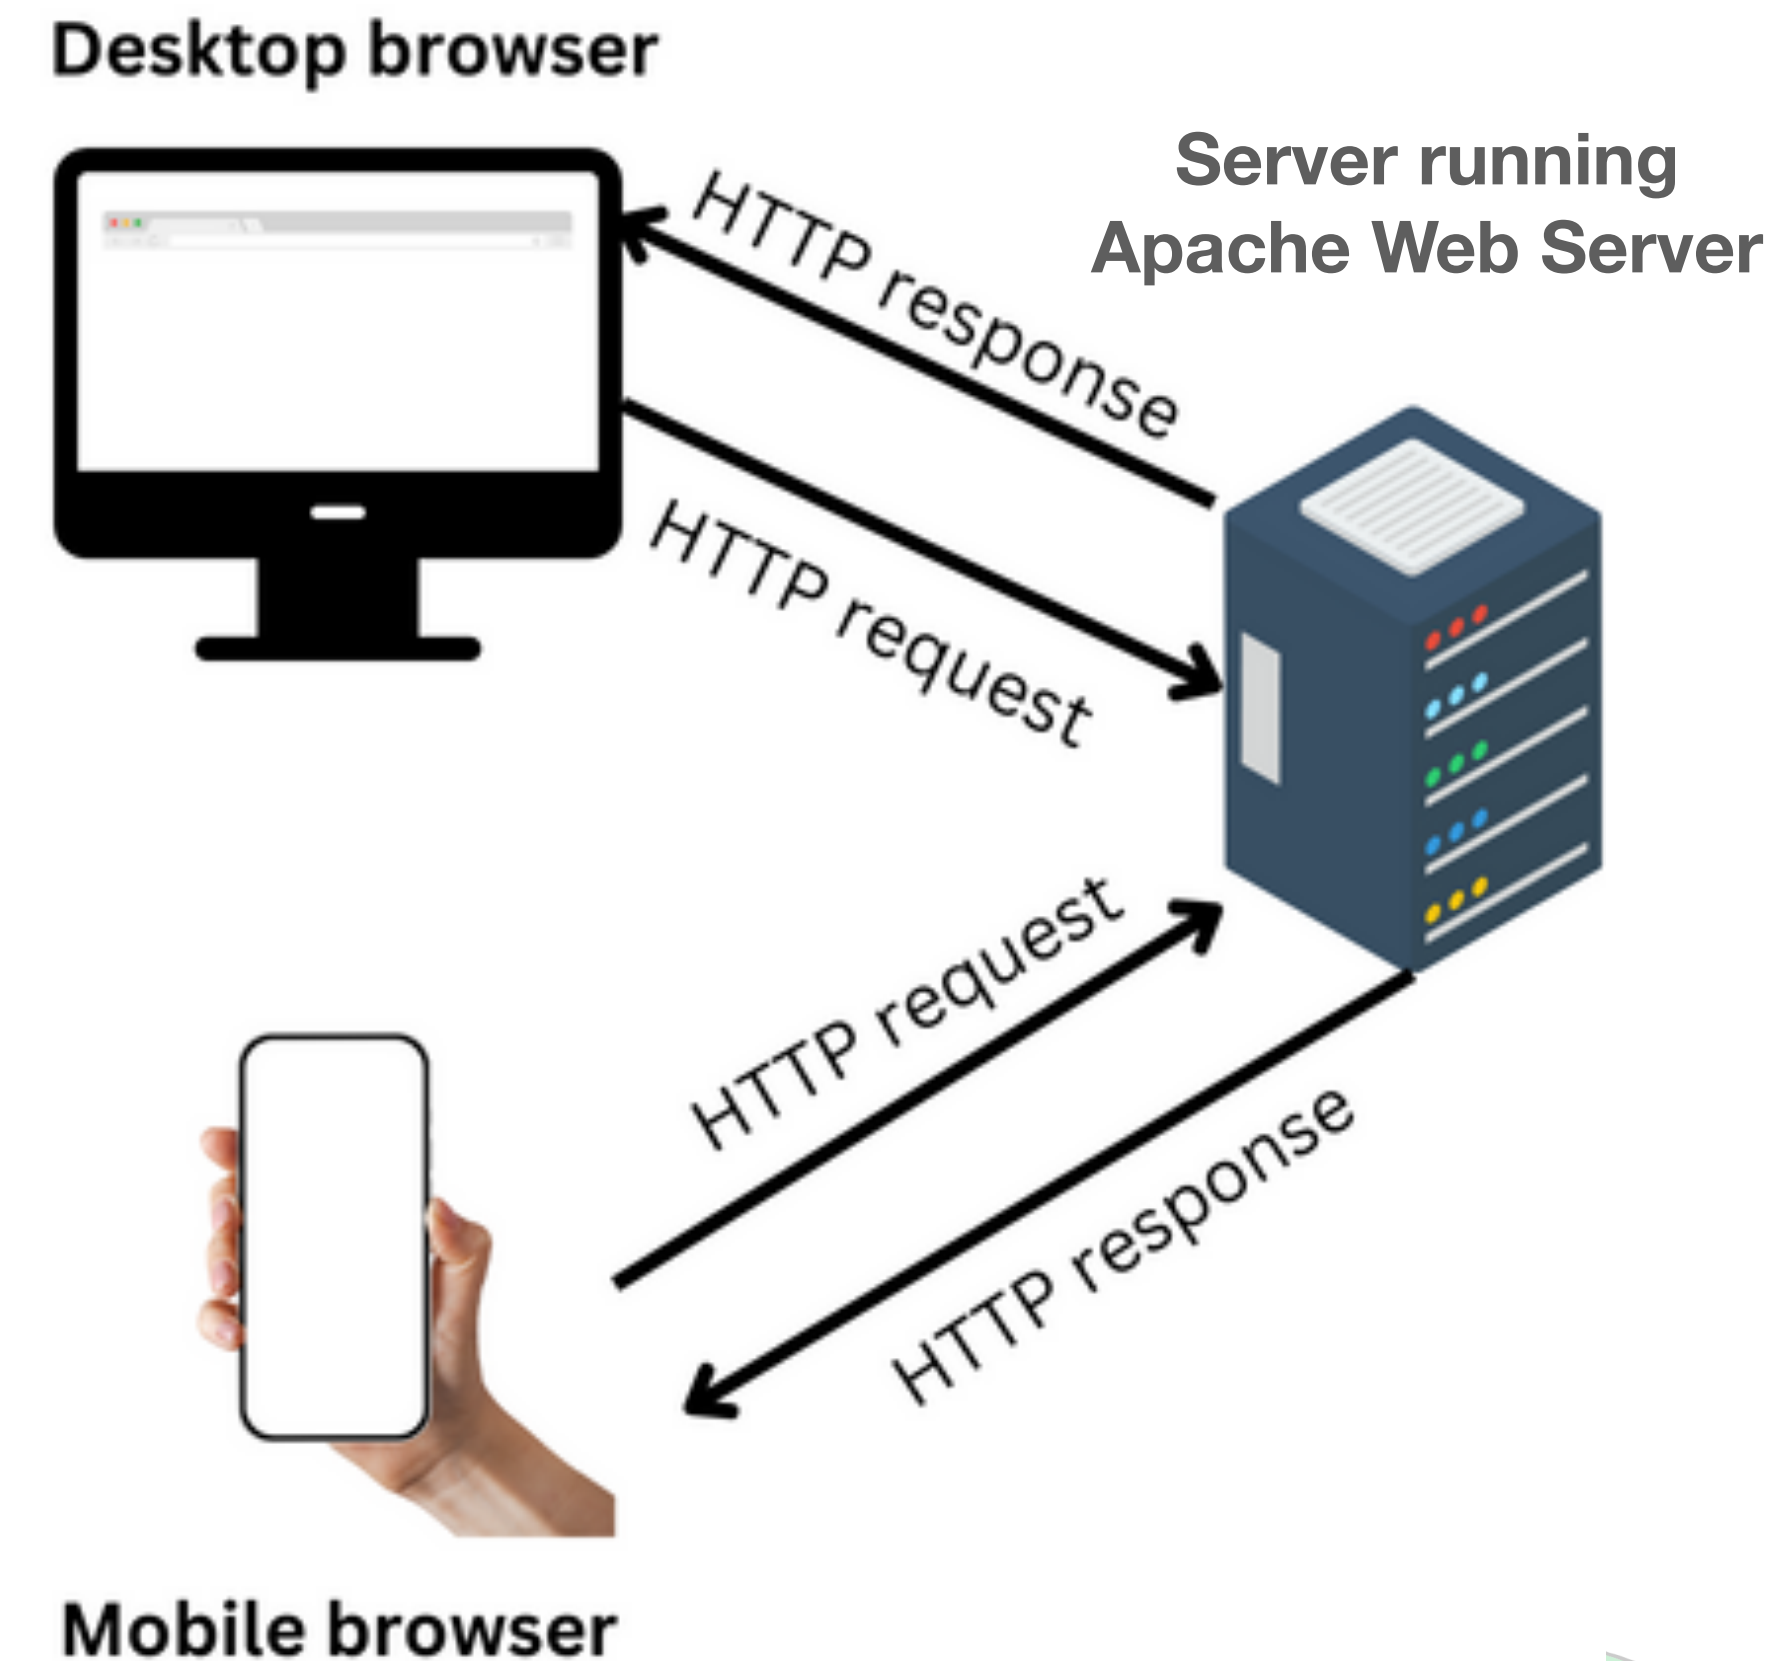 Desktop browser
Server running
Apache Web Server
HTTP response
HTTP request
HTTP request
HTTP response
Mobile browser